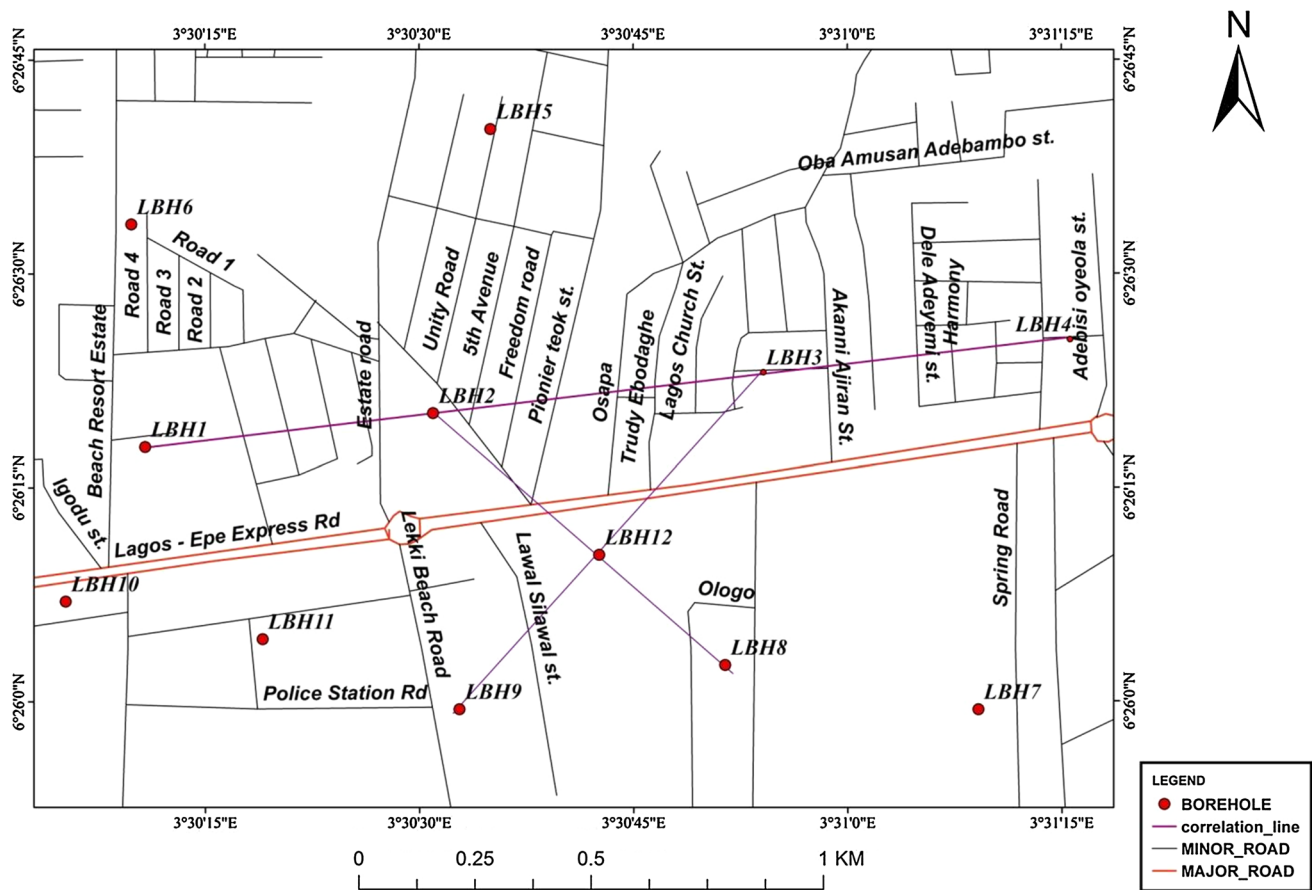 N
3°30'15"E
3°30'30"E
3°30'45"E
3°31'0"E
3°31'15"E
6°26'45"N
6°26'45"N
LBH5
Oba Amusan Adebambo st.
LBH6
Road 1
Road 4
Road 3
Road 2
6°26'30"N
6°26'30"N
Unity Road
5th Avenue
Freedom road
Pionier teok st.
Estate road
Beach Resort Estate
Osapa
Trudy Ebodaghe
Lagos Church St.
Akanni Ajiran St.
Dele Adeyemi st.
Harmony
Adebisi oyeola st.
LBH4
LBH3
LBH2
LBH1
6°26'15"N
6°26'15"N
Igodu st.
Lagos - Epe Express Rd
Lekki Beach Road
Lawal Silawal st.
LBH12
Spring Road
Ologo
LBH10
LBH11
LBH8
Police Station Rd
LBH9
LBH7
6°26'0"N
6°26'0"N
3°30'15"E
3°30'30"E
3°30'45"E
3°31'0"E
3°31'15"E
0 0.25 0.5 1 KM
LEGEND
BOREHOLE
correlation_line
MINOR_ROAD
MAJOR_ROAD